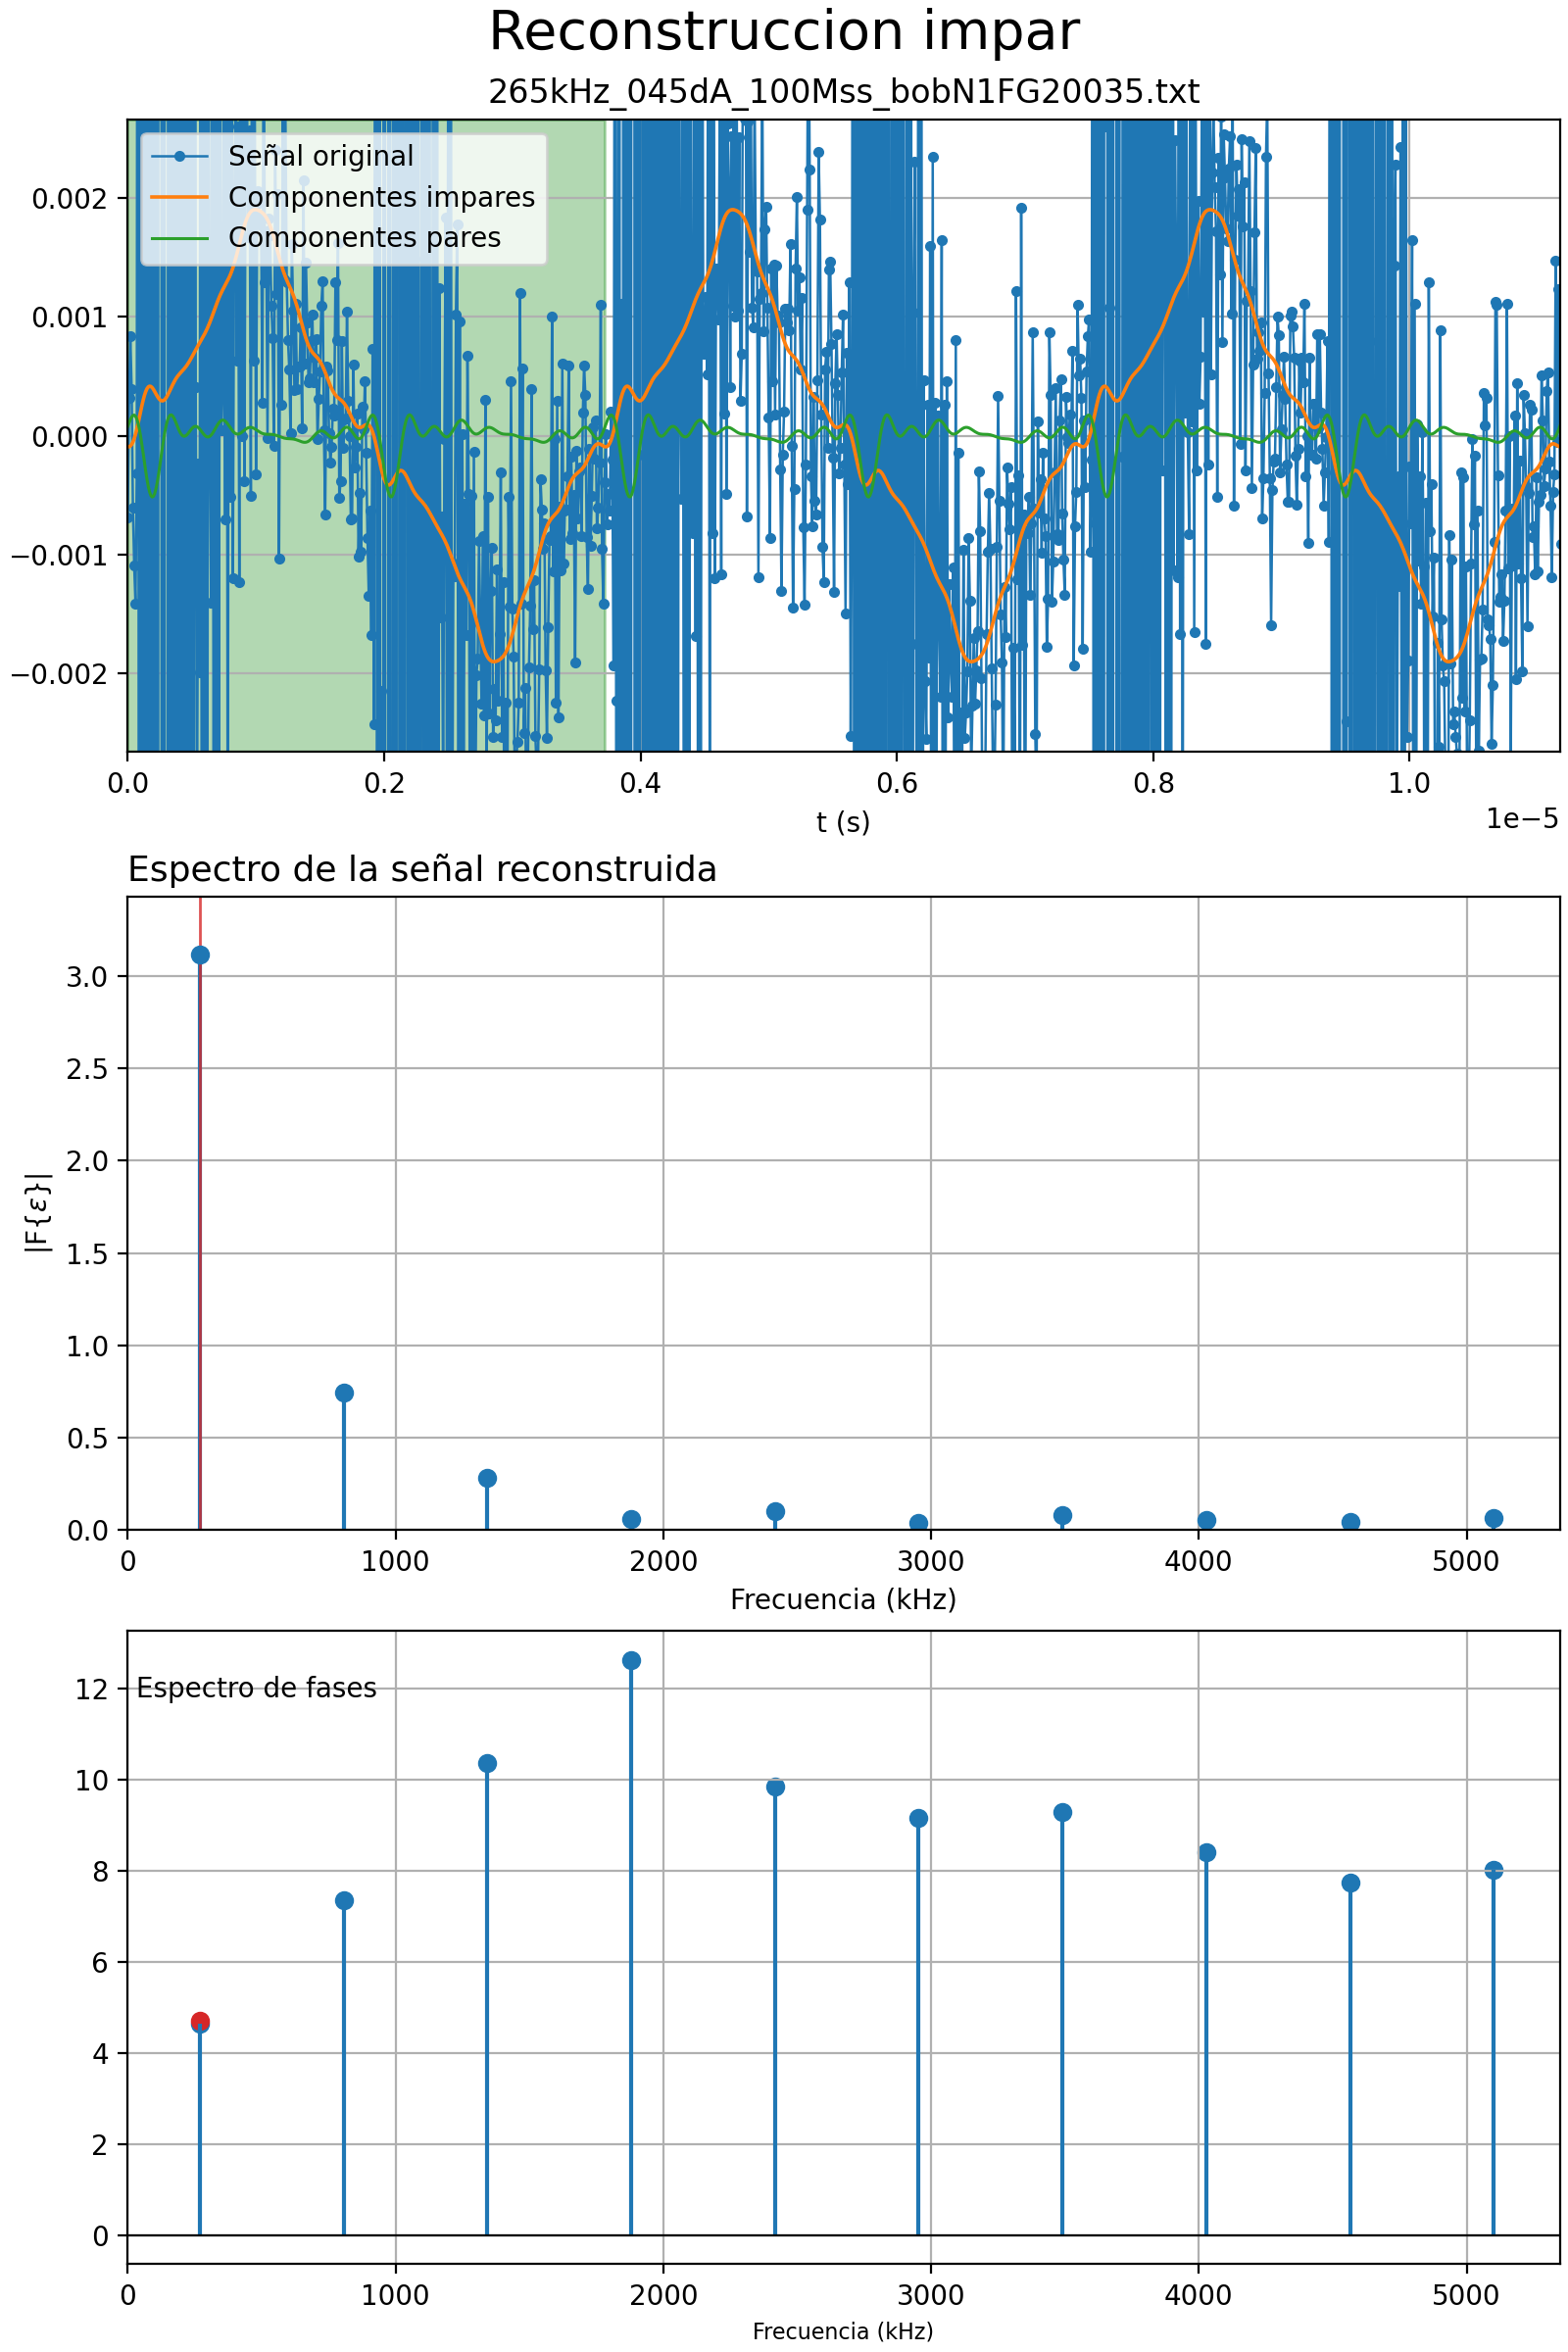 Reconstruccion impar
265kHz_045dA_100Mss_bobN1FG20035.txt
Señal original
Componentes impares
Componentes pares
0.002
0.001
0.000
−0.001
−0.002
0.0 0.2 0.4 0.6 0.8 1.0
1e−5
t (s)
Espectro de la señal reconstruida
3.0
2.5
2.0
1.5
1.0
0.5
0.0
|F{ε}|
0 1000 2000 3000 4000 5000
Frecuencia (kHz)
Espectro de fases
12
10
8
6
4
2
0
0 1000 2000 3000 4000 5000
Frecuencia (kHz)